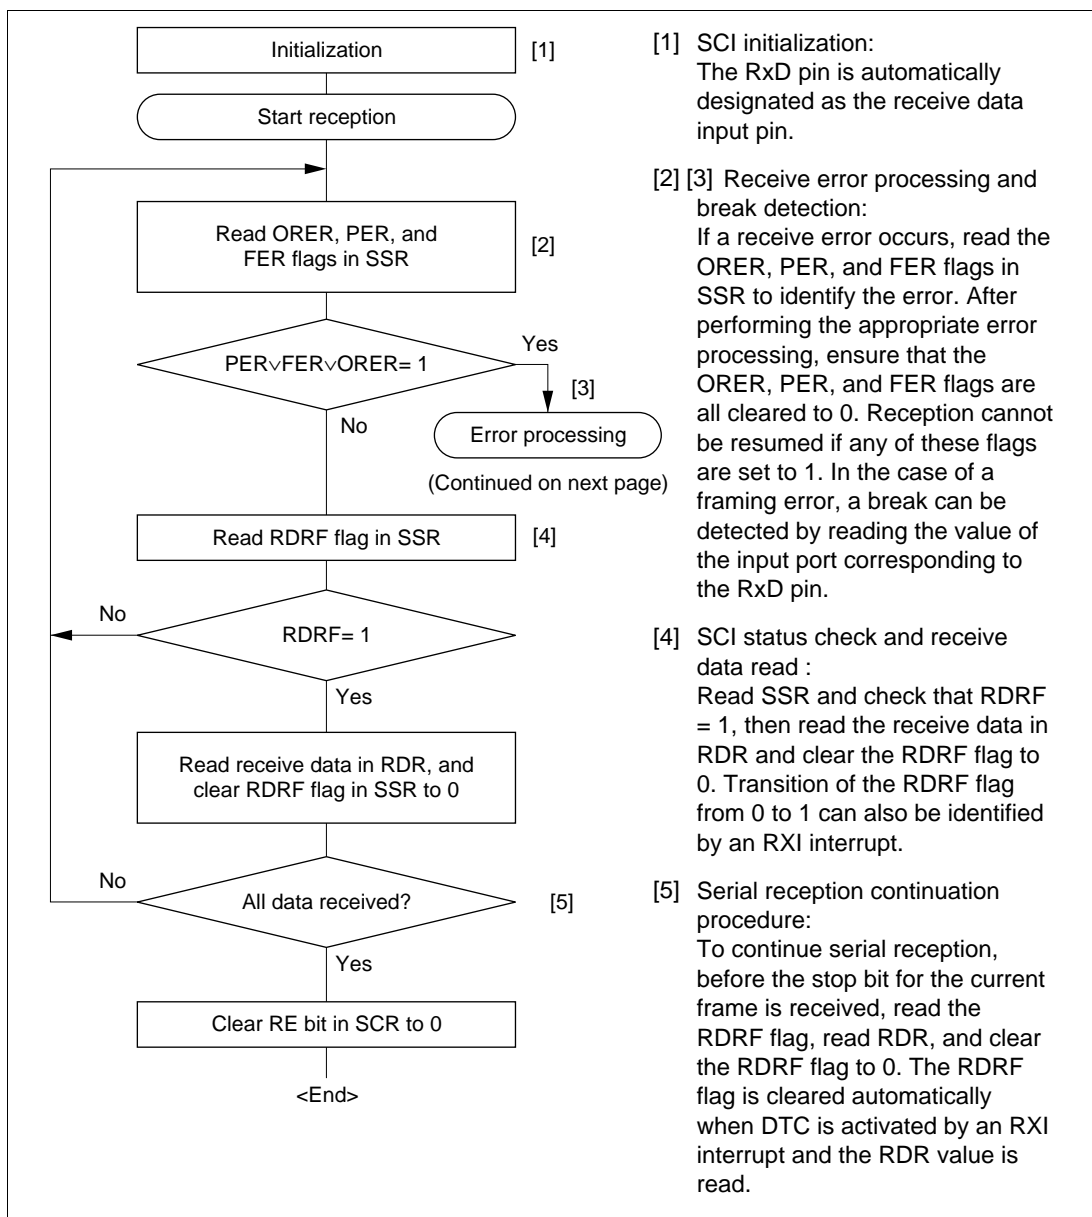 Initialization [1]
Start reception
Read ORER, PER, and
FER flags in SSR
[2]
PER∨FER∨ORER= 1
Yes
[3]
No
Error processing
(Continued on next page)
Read RDRF flag in SSR [4]
No
RDRF= 1
Yes
Read receive data in RDR, and
clear RDRF flag in SSR to 0
No
All data received? [5]
Yes
Clear RE bit in SCR to 0
<End>
[1] SCI initialization:
The RxD pin is automatically
designated as the receive data
input pin.
[2] [3] Receive error processing and
break detection:
If a receive error occurs, read the
ORER, PER, and FER flags in
SSR to identify the error. After
performing the appropriate error
processing, ensure that the
ORER, PER, and FER flags are
all cleared to 0. Reception cannot
be resumed if any of these flags
are set to 1. In the case of a
framing error, a break can be
detected by reading the value of
the input port corresponding to
the RxD pin.
[4] SCI status check and receive
data read :
Read SSR and check that RDRF
= 1, then read the receive data in
RDR and clear the RDRF flag to
0. Transition of the RDRF flag
from 0 to 1 can also be identified
by an RXI interrupt.
[5] Serial reception continuation
procedure:
To continue serial reception,
before the stop bit for the current
frame is received, read the
RDRF flag, read RDR, and clear
the RDRF flag to 0. The RDRF
flag is cleared automatically
when DTC is activated by an RXI
interrupt and the RDR value is
read.